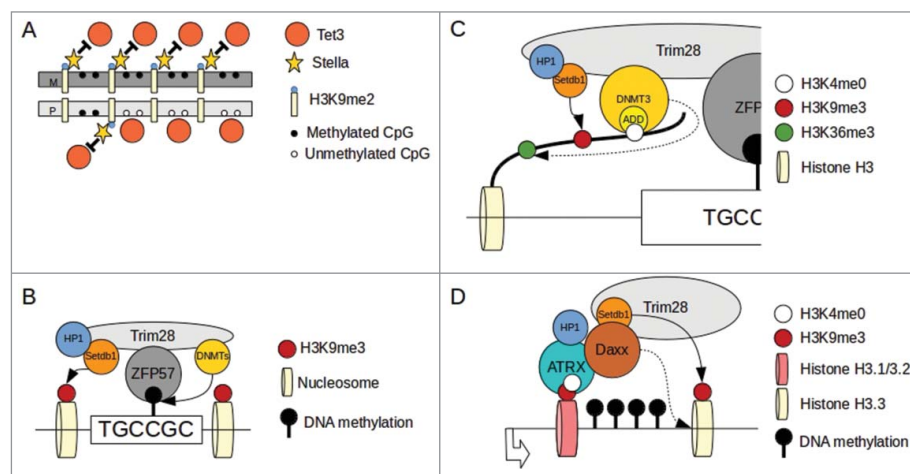 A
Tet3
Stella
H3K9me2
Methylated CpG
Unmethylated CpG
M
P
B
Trim28
HP1
Setdb1
DNMTs
ZFP57
TGCCGC
H3K9me3
Nucleosome
DNA methylation
C
Trim28
HP1
Setdb1
DNMT3
ADD
ZFP
TGCC
H3K4me0
H3K9me3
H3K36me3
Histone H3
D
Trim28
Setdb1
HP1
Daxx
ATRX
H3K4me0
H3K9me3
Histone H3.1/3.2
Histone H3.3
DNA methylation